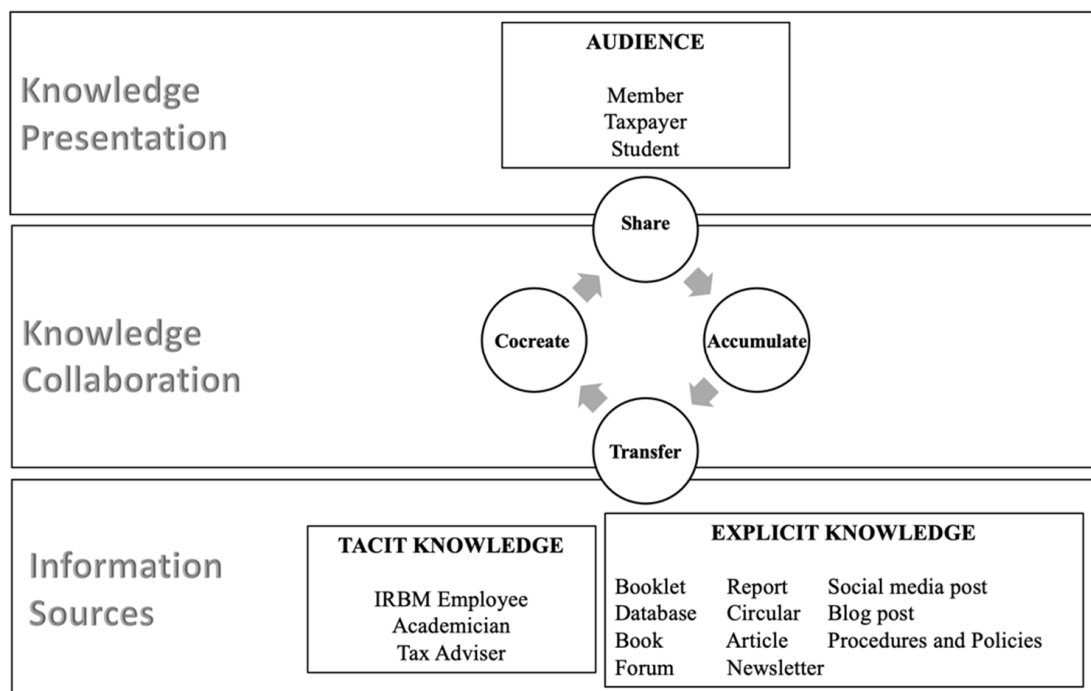 Knowledge
Presentation
AUDIENCE
Member
Taxpayer
Student
Knowledge
Collaboration
Share
Cocreate
Accumulate
Transfer
Information
Sources
TACIT KNOWLEDGE
IRBM Employee
Academician
Tax Adviser
EXPLICIT KNOWLEDGE
Booklet Report Social media post
Database Circular Blog post
Book Article Procedures and Policies
Forum Newsletter